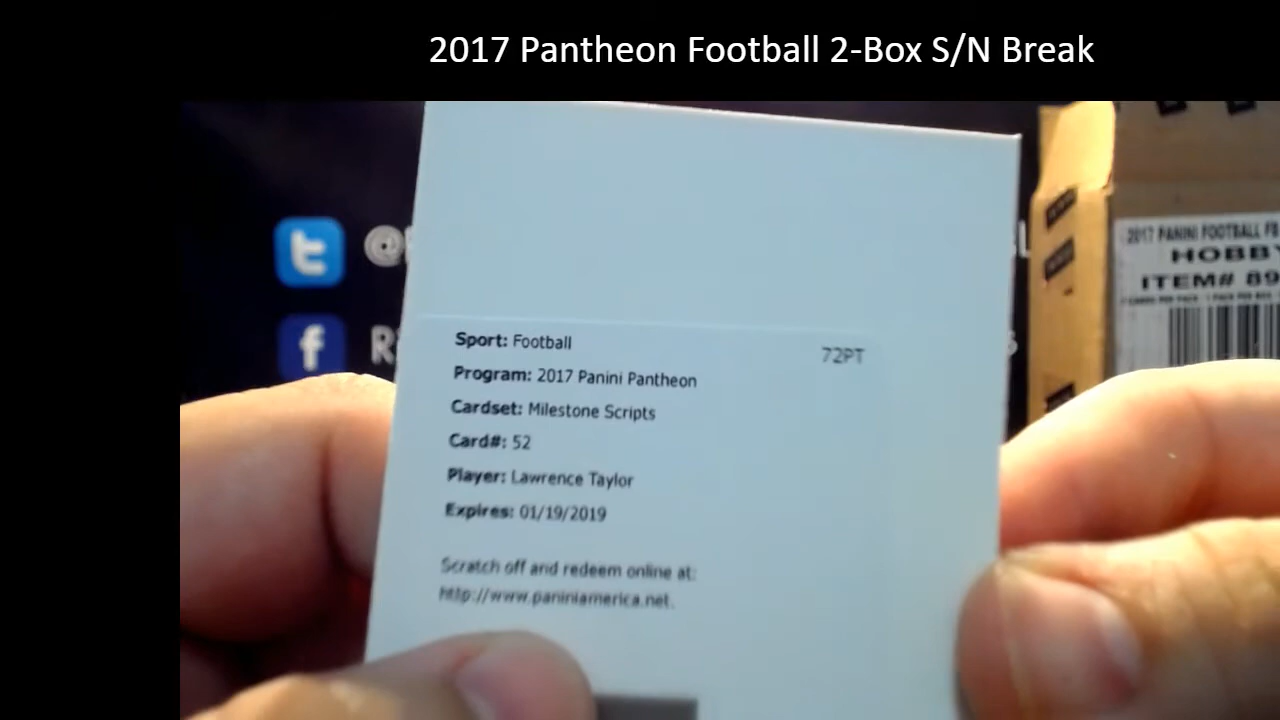 2017 Pantheon Football 2-Box S/N Break
@
R
2017 PANINI FOOTBALL
HOBBY
ITEM# 89
Sport: Football
72PT
Program: 2017 Panini Pantheon
Cardset: Milestone Scripts
Card#: 52
Player: Lawrence Taylor
Expires: 01/19/2019
Scratch off and redeem online at:
http://www.paniniamerica.net.